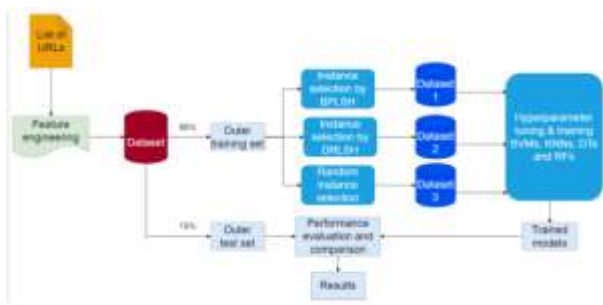 List of
URLs
Feature
engineering
Dataset
Outer
training set
Instance
selection by
BPLSH
Instance
selection by
DRLSH
Random
instance
selection
Dataset
1
Dataset
2
Dataset
3
Hyperparameter
tuning & training
SVMs, KNNs, DTs
and RFs
Outer
test set
Performance
evaluation and
comparison
Trained
models
Results